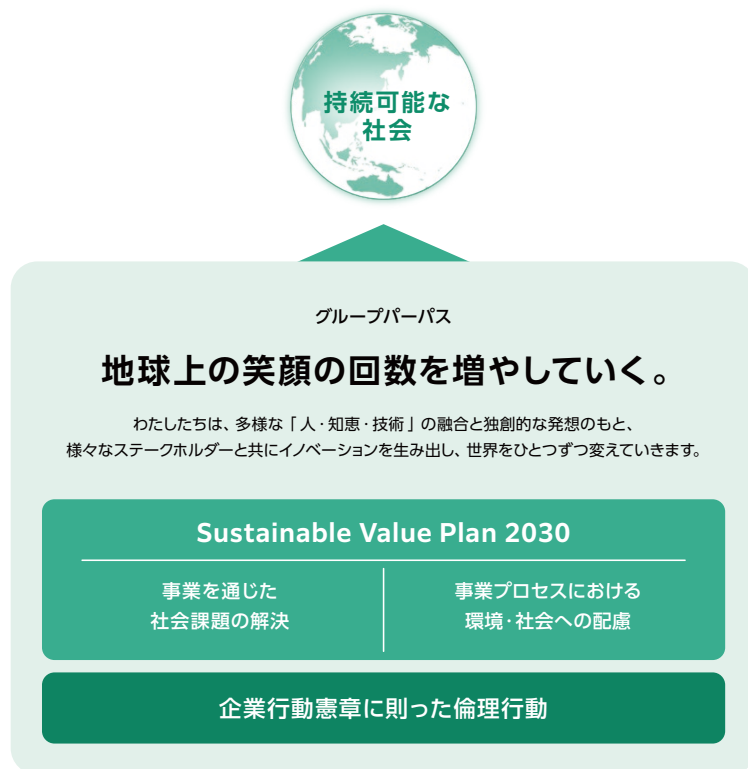 持続可能な
社会
グループパーパス
地球上の笑顔の回数を増やしていく。
わたしたちは、多様な「人・知恵・技術」の融合と独創的な発想のもと、
様々なステークホルダーと共にイノベーションを生み出し、世界をひとつずつ変えていきます。
Sustainable Value Plan 2030
事業を通じた
社会課題の解決
事業プロセスにおける
環境・社会への配慮
企業行動憲章に則った倫理行動